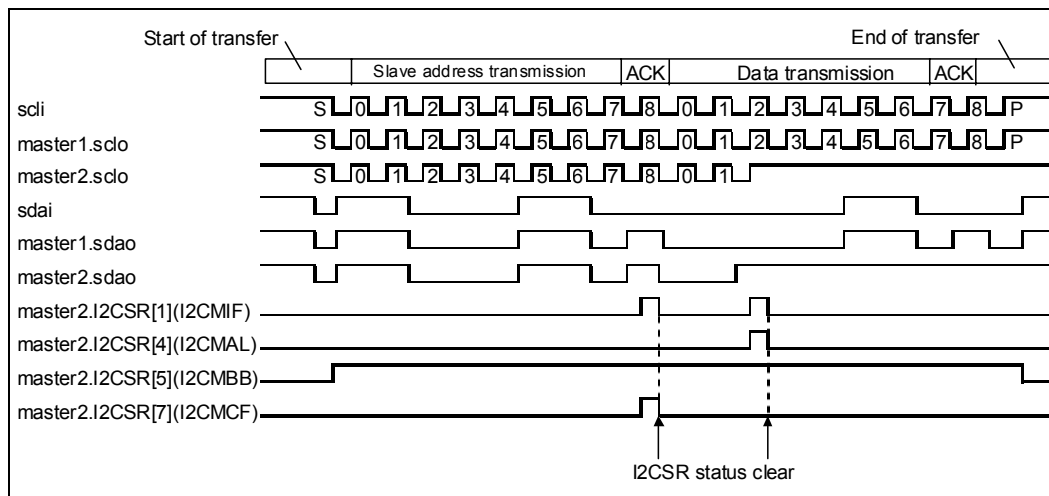 Start of transfer
End of transfer
Slave address transmission ACK Data transmission ACK
scli S 0 1 2 3 4 5 6 7 8 0 1 2 3 4 5 6 7 8 P
master1.sclo S 0 1 2 3 4 5 6 7 8 0 1 2 3 4 5 6 7 8 P
master2.sclo S 0 1 2 3 4 5 6 7 8 0 1
sdai
master1.sdao
master2.sdao
master2.I2CSR[1](I2CMIF)
master2.I2CSR[4](I2CMAL)
master2.I2CSR[5](I2CMBB)
master2.I2CSR[7](I2CMCF)
I2CSR status clear